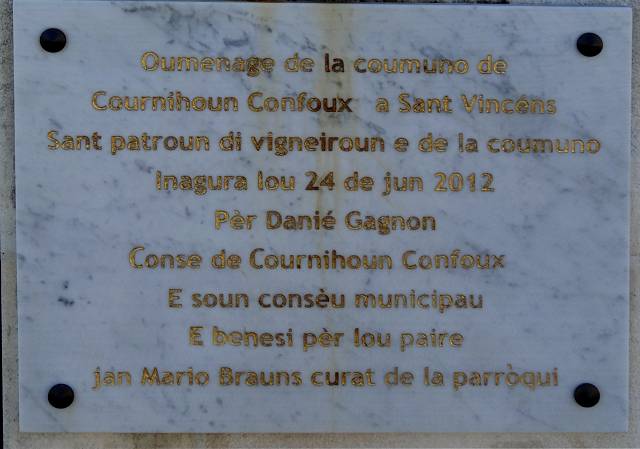 Oumenage de la coumuno de
Cournihoun Confoux a Sant Vincéns
Sant patroun di vigneiroun e de la coumuno
Inagura lou 24 de jun 2012
Pèr Danié Gagnon
Conse de Cournihoun Confoux
E soun consèu municipau
E benesi pèr lou paire
jan Mario Brauns curat de la parròqui